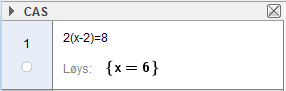 CAS
1
2(x-2)=8
Løys: {x = 6}